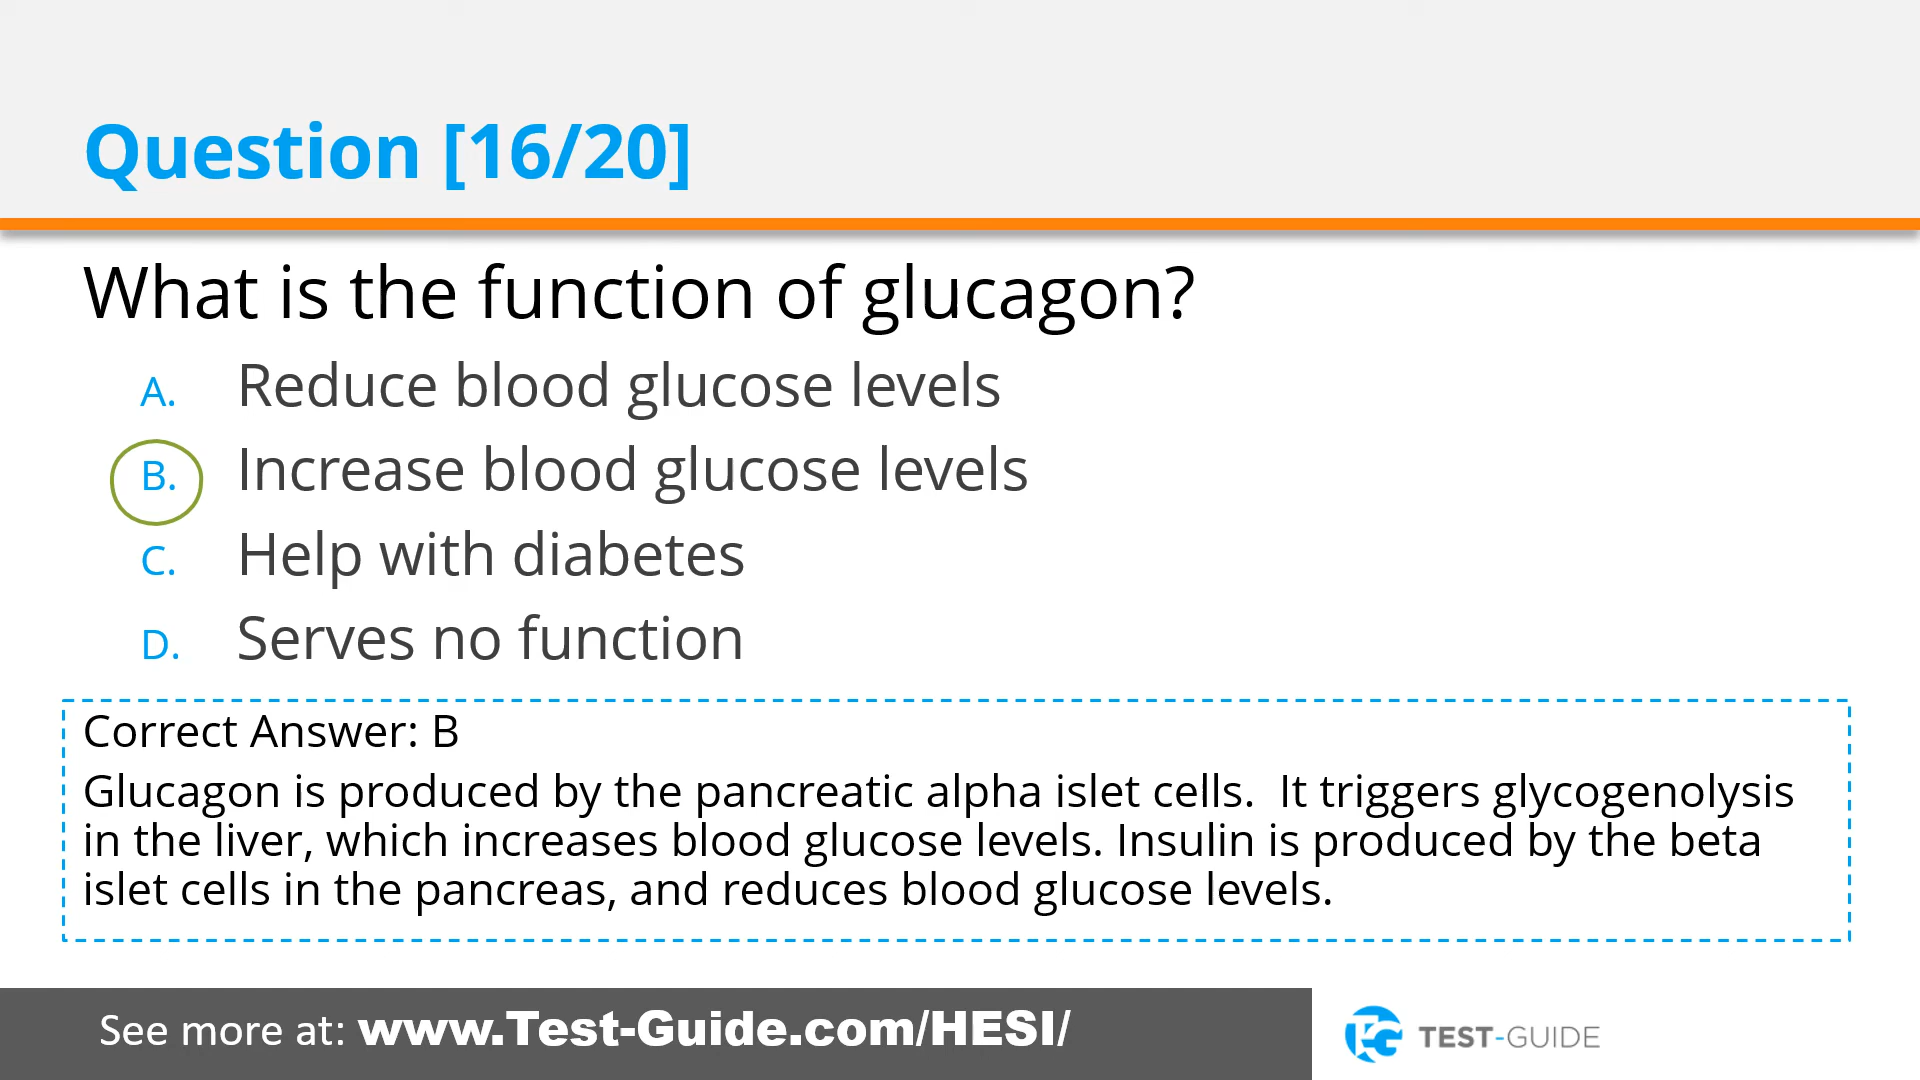 Question [16/20]
What is the function of glucagon?
A. Reduce blood glucose levels
B. Increase blood glucose levels
C. Help with diabetes
D. Serves no function
Correct Answer: B
Glucagon is produced by the pancreatic alpha islet cells.  It triggers glycogenolysis
in the liver, which increases blood glucose levels. Insulin is produced by the beta
islet cells in the pancreas, and reduces blood glucose levels.
See more at: www.Test-Guide.com/HESI/
TG TEST-GUIDE